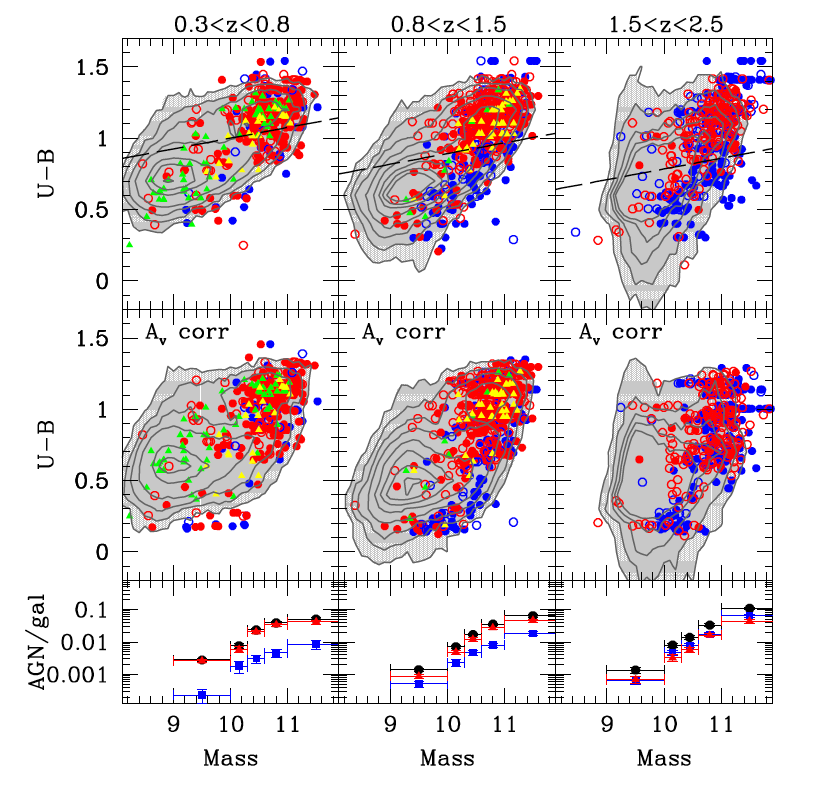 0.3<z<0.8 0.8<z<1.5 1.5<z<2.5
1.5
1
U−B
0.5
0
A_v corr A_v corr A_v corr
1.5
1
U−B
0.5
0
0.1
AGN/gal
0.01
0.001
9 10 11 9 10 11 9 10 11
Mass Mass Mass